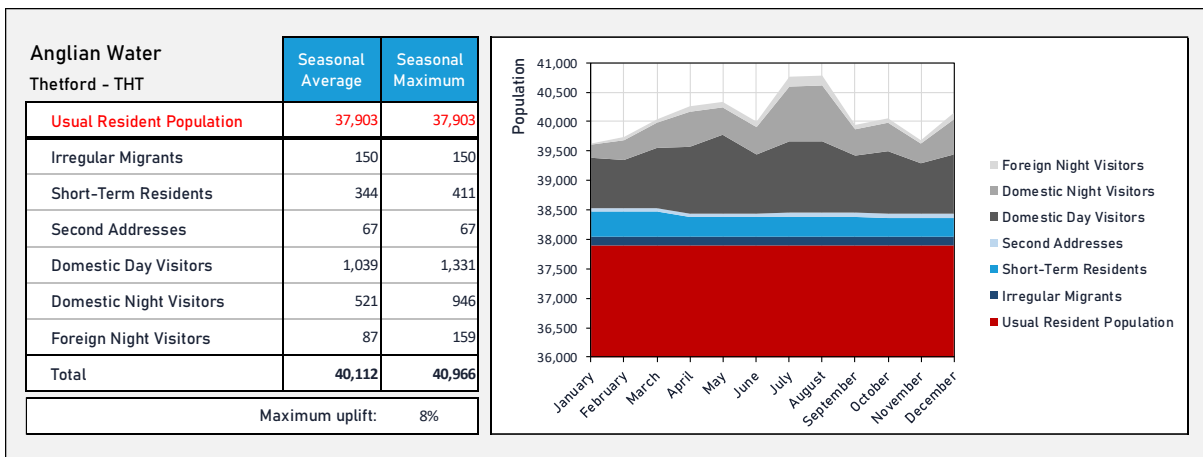 Anglian Water
Thetford - THT
Seasonal Average
Seasonal Maximum
Usual Resident Population 37,903 37,903
Irregular Migrants 150 150
Short-Term Residents 344 411
Second Addresses 67 67
Domestic Day Visitors 1,039 1,331
Domestic Night Visitors 521 946
Foreign Night Visitors 87 159
Total 40,112 40,966
Maximum uplift: 8%
Population
41,000
40,500
40,000
39,500
39,000
38,500
38,000
37,500
37,000
36,500
36,000
January
February
March
April
May
June
July
August
September
October
November
December
Foreign Night Visitors
Domestic Night Visitors
Domestic Day Visitors
Second Addresses
Short-Term Residents
Irregular Migrants
Usual Resident Population